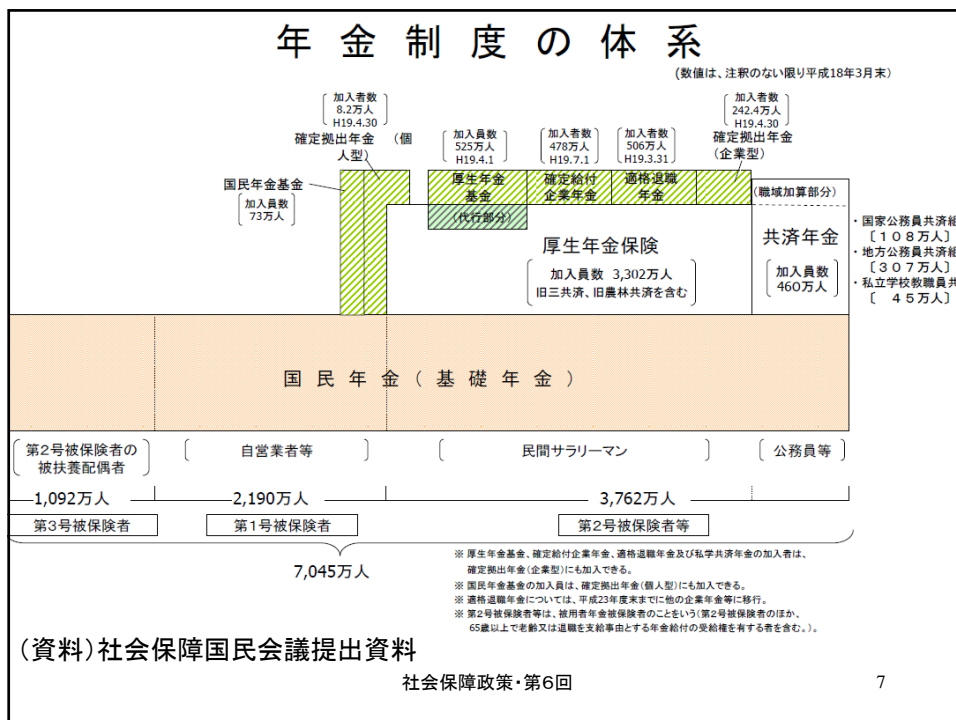 年金制度の体系
(数値は、注釈のない限り平成18年3月末)
加入者数
8.2万人
H19.4.30
確定拠出年金 (個
人型)
加入員数
525万人
H19.4.1
加入者数
478万人
H19.7.1
加入者数
506万人
H19.3.31
加入者数
242.4万人
H19.4.30
確定拠出年金
(企業型)
国民年金基金
加入員数
73万人
厚生年金
基金
確定給付
企業年金
適格退職
年金
(代行部分)
(職域加算部分)
厚生年金保険
加入員数 3,302万人
旧三共済、旧農林共済を含む
共済年金
加入員数
460万人
・国家公務員共済組
〔108万人〕
・地方公務員共済組
〔307万人〕
・私立学校教職員共
〔 45万人〕
国民年金(基礎年金)
第2号被保険者の
被扶養配偶者
自営業者等
民間サラリーマン
公務員等
1,092万人
2,190万人
3,762万人
第3号被保険者
第1号被保険者
第2号被保険者等
7,045万人
※ 厚生年金基金、確定給付企業年金、適格退職年金及び私学共済年金の加入者は、
確定拠出年金(企業型)にも加入できる。
※ 国民年金基金の加入員は、確定拠出年金(個人型)にも加入できる。
※ 適格退職年金については、平成23年度末までに他の企業年金等に移行。
※ 第2号被保険者等は、被用者年金被保険者のことをいう(第2号被保険者のほか、
65歳以上で老齢又は退職を支給事由とする年金給付の受給権を有する者を含む。)。
(資料)社会保障国民会議提出資料
社会保障政策・第6回
7